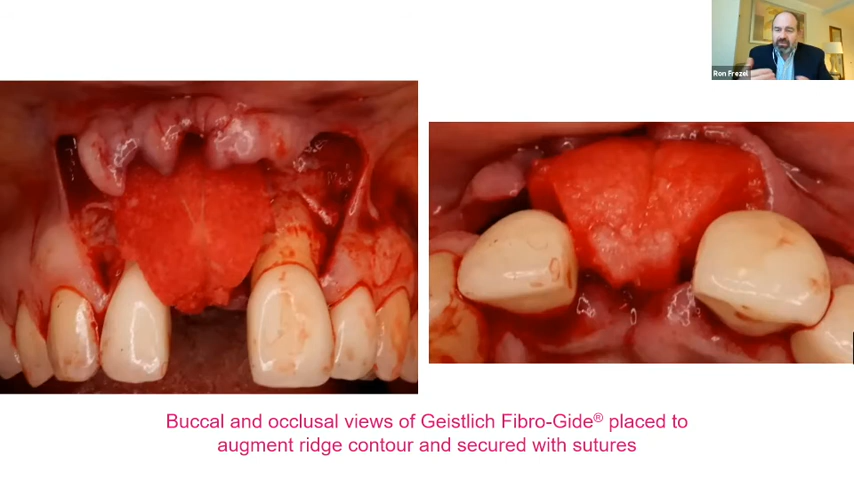 Ron Frezel
Buccal and occlusal views of Geistlich Fibro-Gide® placed to
augment ridge contour and secured with sutures